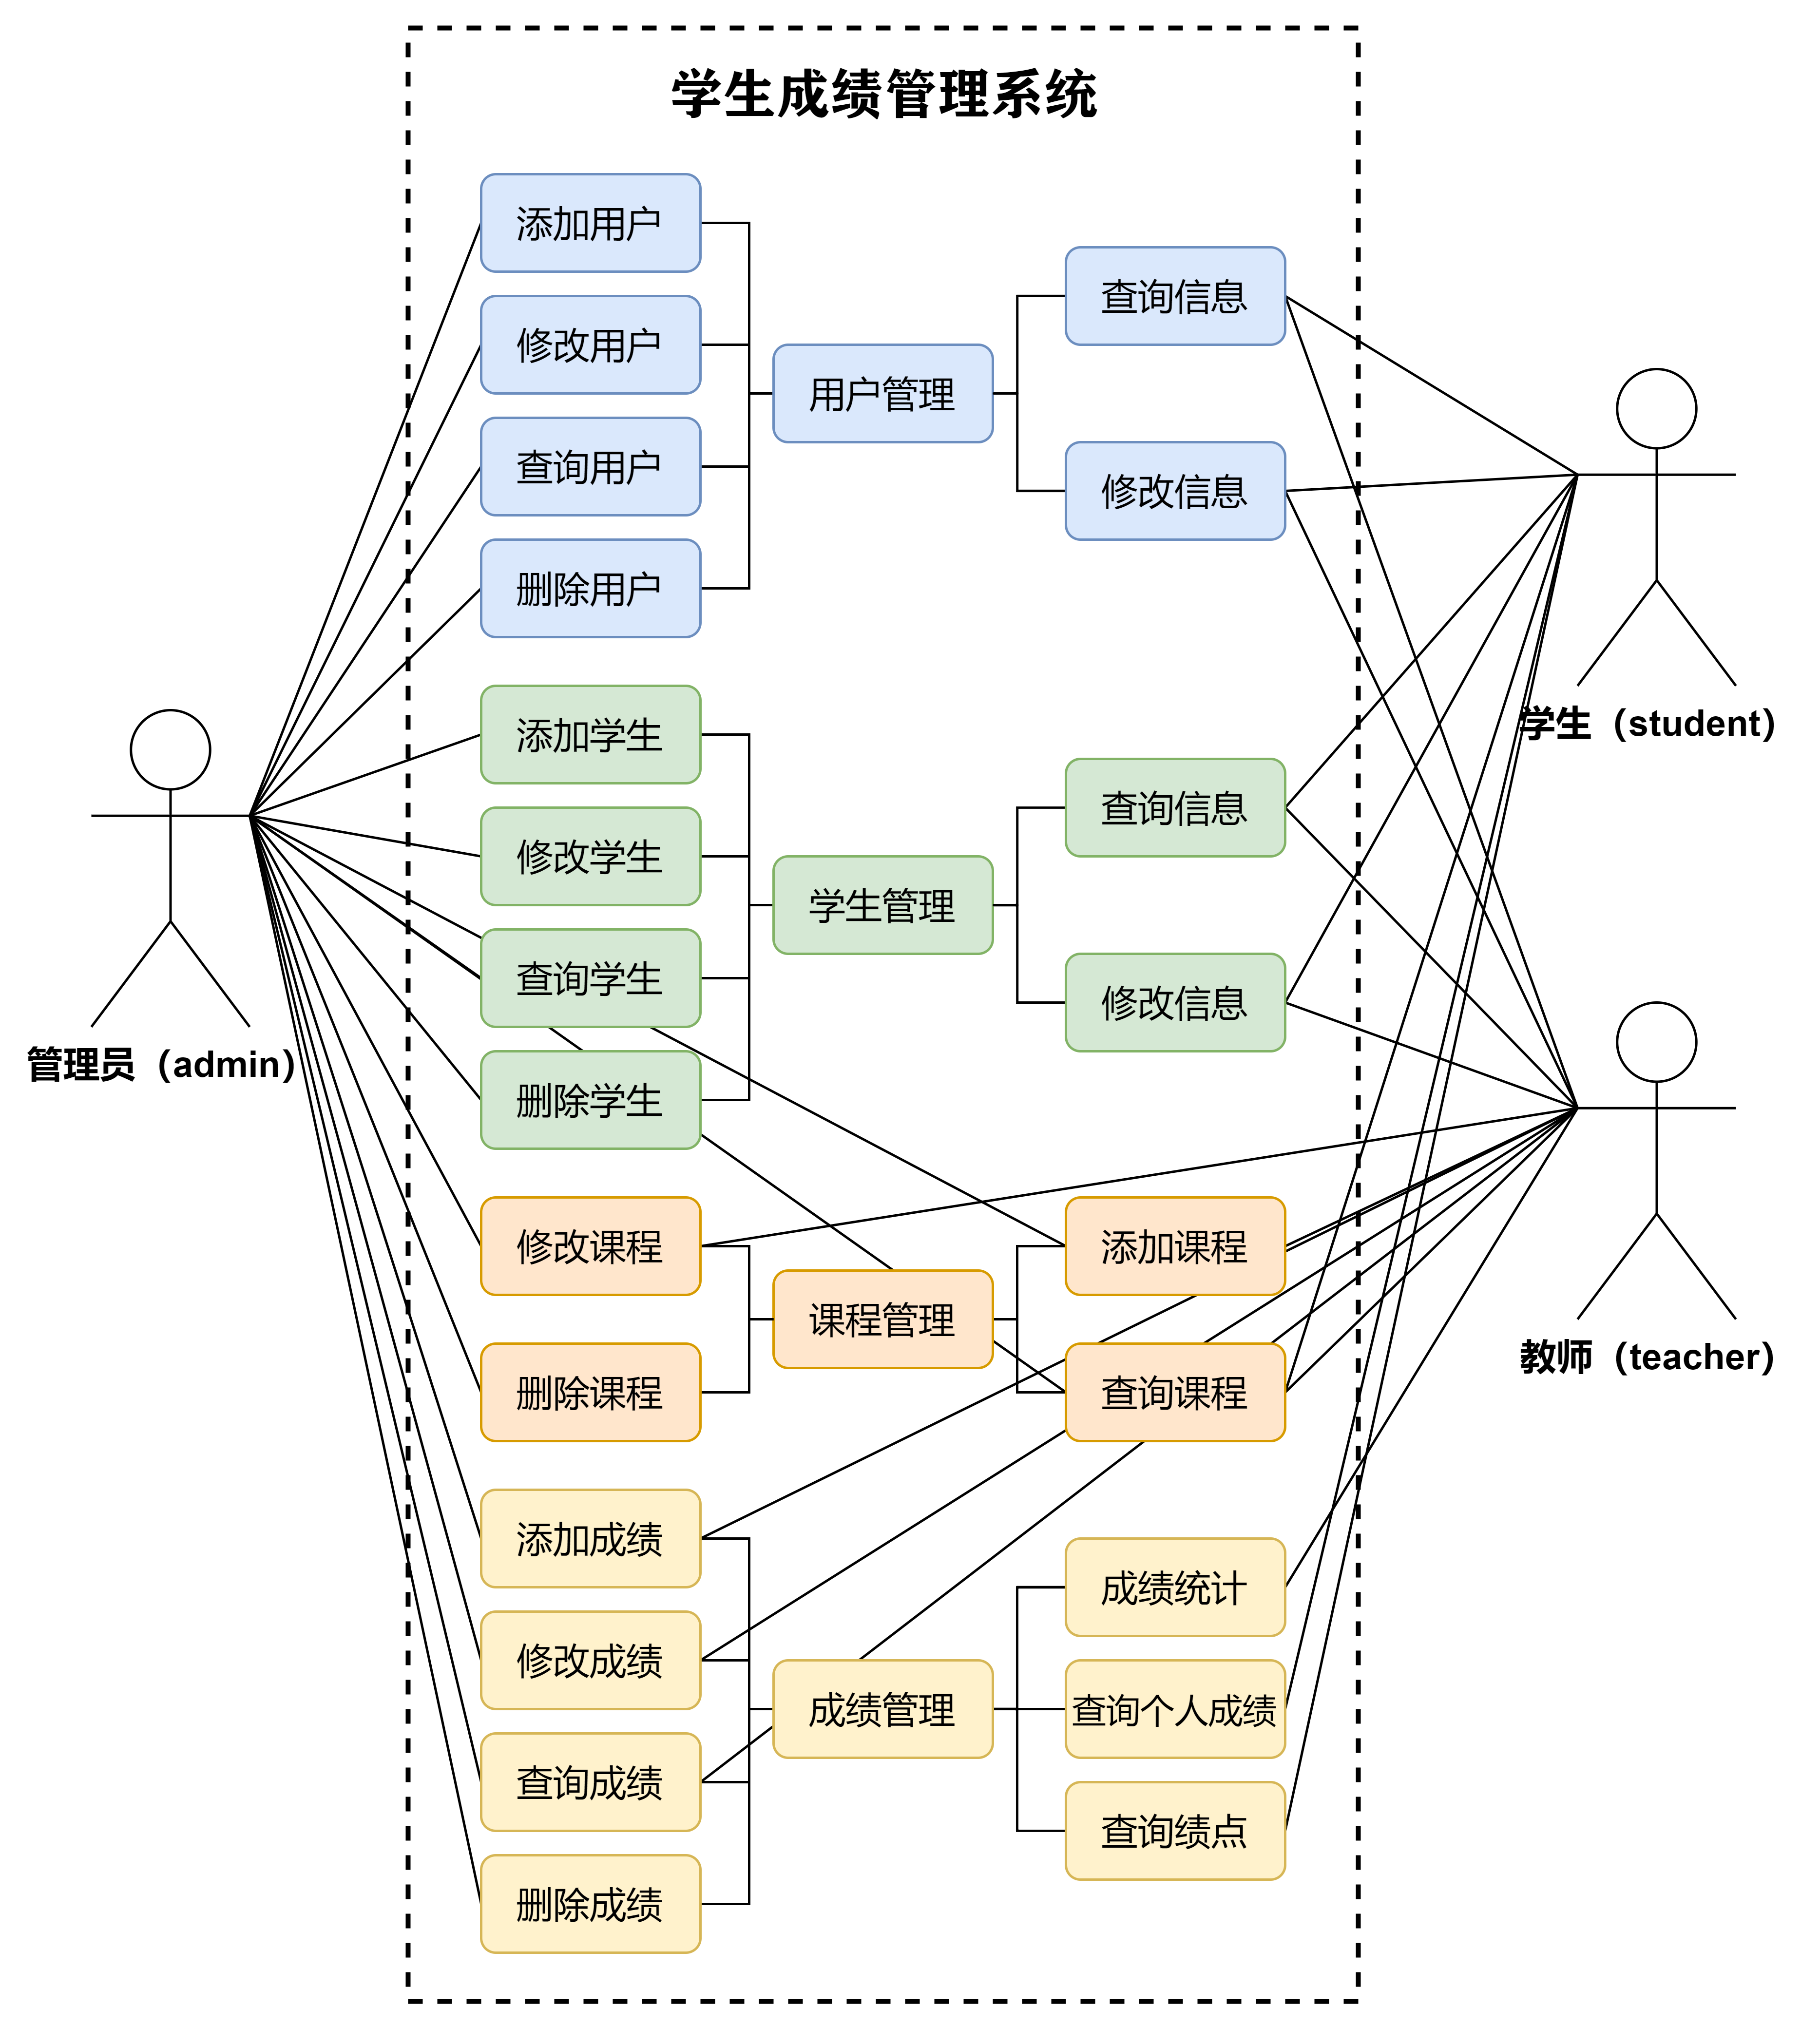 学生成绩管理系统
添加用户
修改用户
查询用户
删除用户
用户管理
查询信息
修改信息
学生（student）
添加学生
修改学生
查询学生
删除学生
学生管理
查询信息
修改信息
管理员（admin）
教师（teacher）
修改课程
删除课程
课程管理
添加课程
查询课程
添加成绩
修改成绩
查询成绩
删除成绩
成绩管理
成绩统计
查询个人成绩
查询绩点